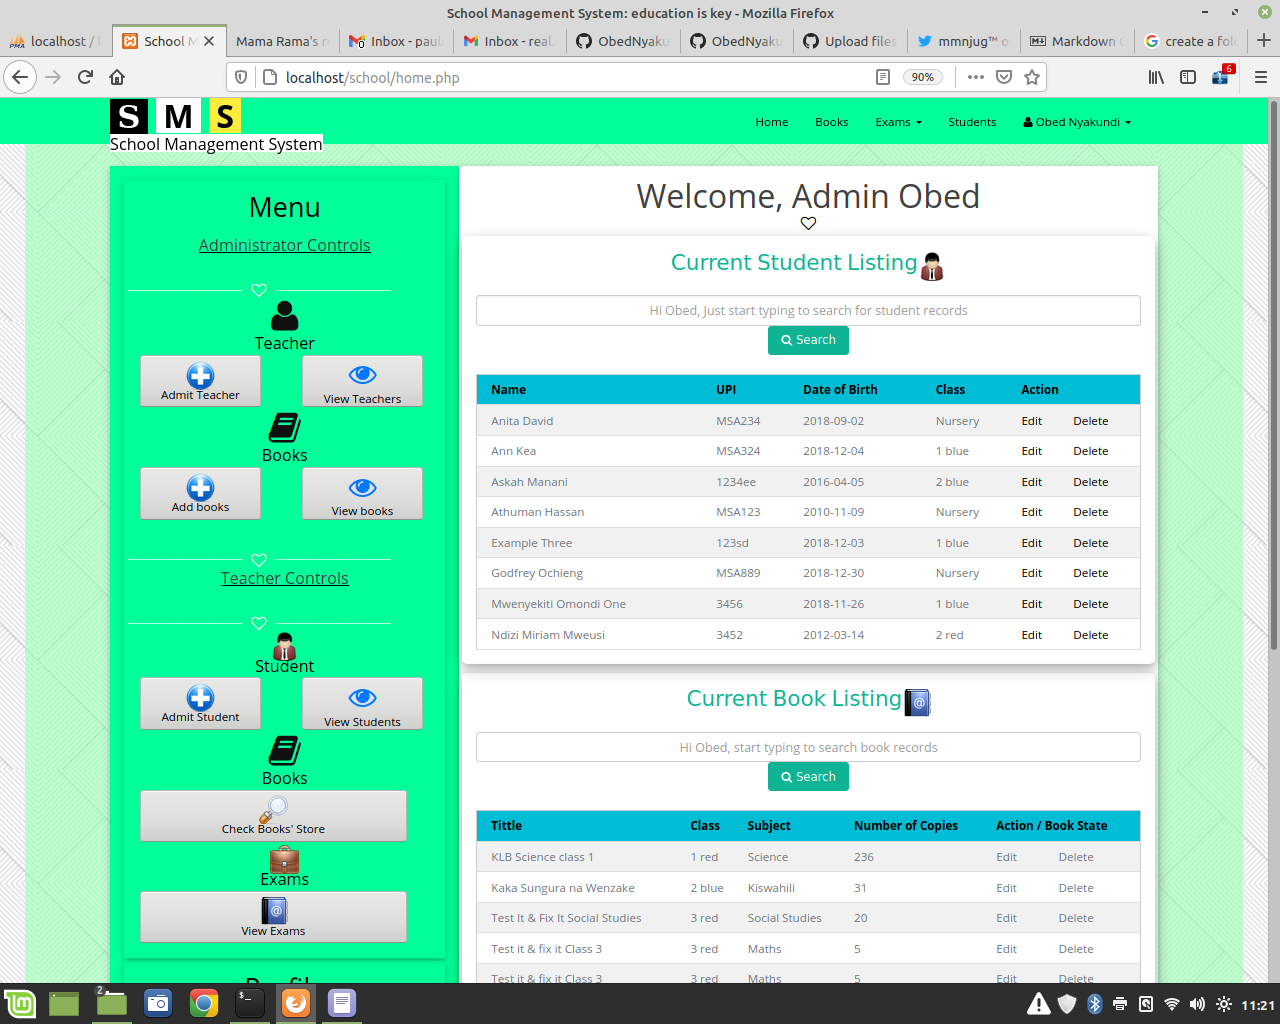 School Management System: education is key - Mozilla Firefox
localhost / l
School M
Mama Rama's r
Inbox - paul
Inbox - real.
ObedNyaku
ObedNyaku
Upload files
mmnjug™ o
Markdown C
create a fol
localhost/school/home.php
90%
6
S M S
School Management System
Home Books Exams Students Obed Nyakundi
Menu
Administrator Controls
Teacher
Admit Teacher View Teachers
Books
Add books View books
Teacher Controls
Student
Admit Student View Students
Books
Check Books' Store
Exams
View Exams
Welcome, Admin Obed
Current Student Listing
Hi Obed, Just start typing to search for student records
Search
Name UPI Date of Birth Class Action
Anita David MSA234 2018-09-02 Nursery Edit Delete
Ann Kea MSA324 2018-12-04 1 blue Edit Delete
Askah Manani 1234ee 2016-04-05 2 blue Edit Delete
Athuman Hassan MSA123 2010-11-09 Nursery Edit Delete
Example Three 123sd 2018-12-03 1 blue Edit Delete
Godfrey Ochieng MSA889 2018-12-30 Nursery Edit Delete
Mwenyekiti Omondi One 3456 2018-11-26 1 blue Edit Delete
Ndizi Miriam Mweusi 3452 2012-03-14 2 red Edit Delete
Current Book Listing
Hi Obed, start typing to search book records
Search
Tittle Class Subject Number of Copies Action / Book State
KLB Science class 1 1 red Science 236 Edit Delete
Kaka Sungura na Wenzake 2 blue Kiswahili 31 Edit Delete
Test It & Fix It Social Studies 3 red Social Studies 20 Edit Delete
Test it & fix it Class 3 3 red Maths 5 Edit Delete
Test it & fix it Class 3 3 red Maths 5 Edit Delete
2
11:21